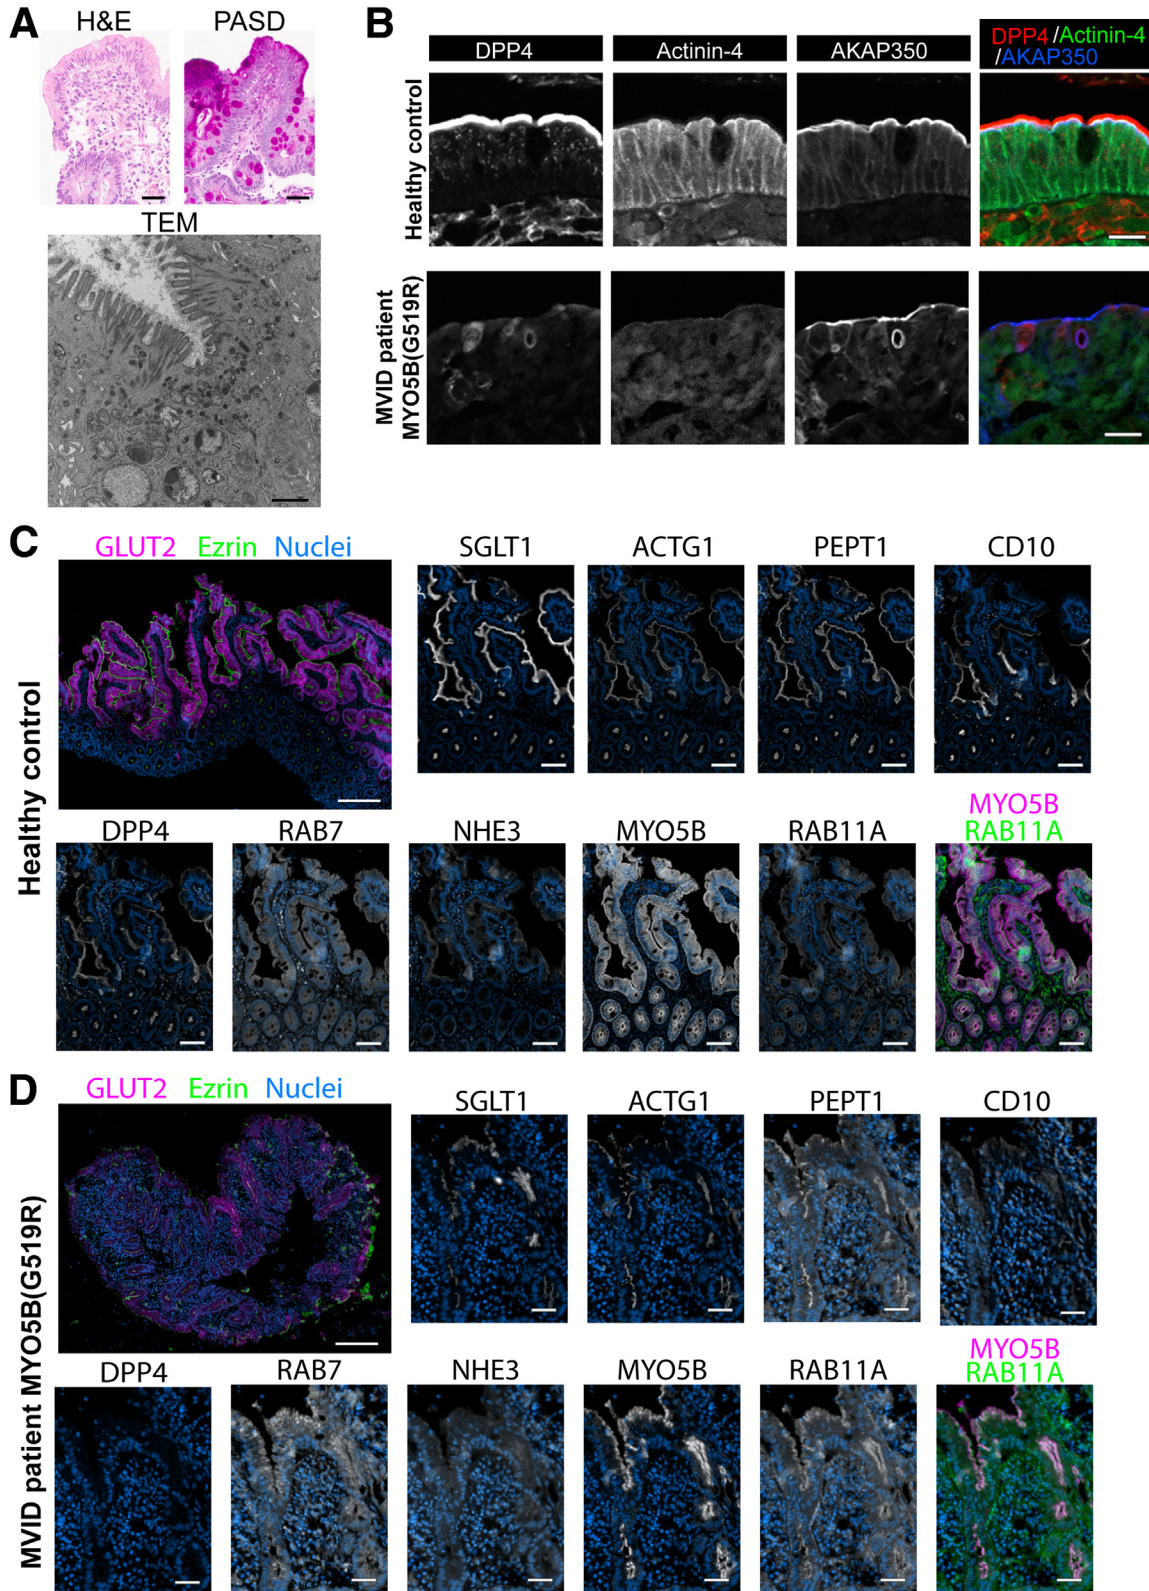 A
H&E PASD
TEM
B
DPP4 Actinin-4 AKAP350 DPP4/Actinin-4
/AKAP350
Healthy control
MVID patient
MYO5B(G519R)
C
GLUT2 Ezrin Nuclei
SGLT1 ACTG1 PEPT1 CD10
Healthy control
DPP4 RAB7 NHE3 MYO5B RAB11A MYO5B
RAB11A
D
GLUT2 Ezrin Nuclei
SGLT1 ACTG1 PEPT1 CD10
MVID patient MYO5B(G519R)
DPP4 RAB7 NHE3 MYO5B RAB11A MYO5B
RAB11A